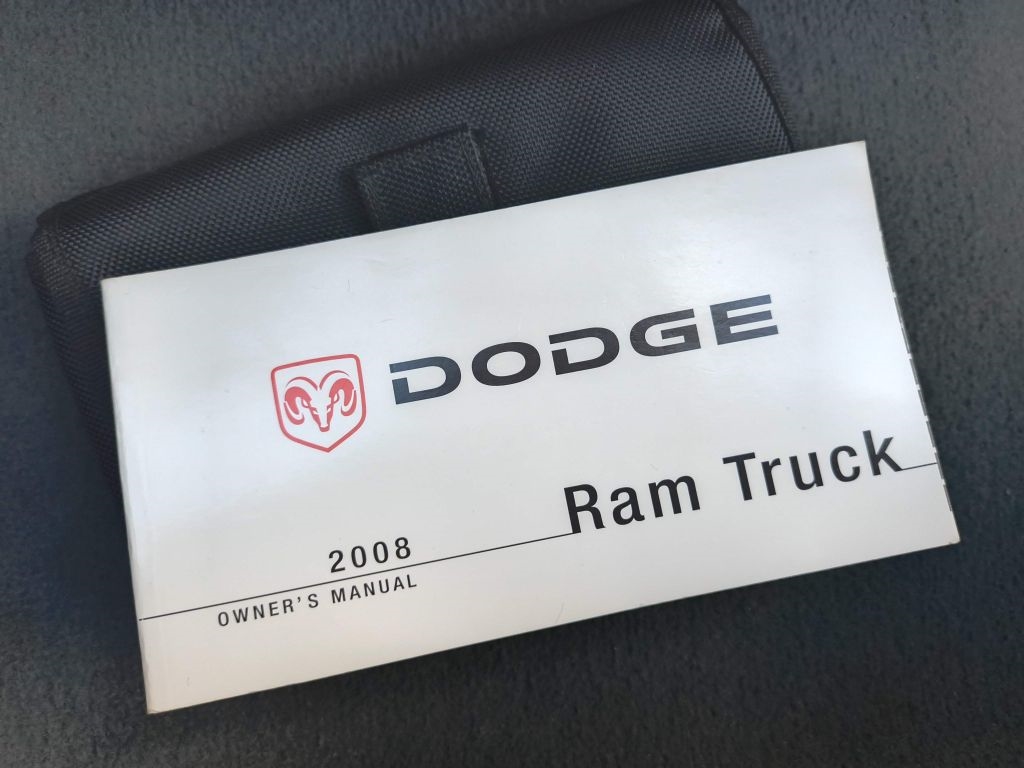 DODGE
Ram Truck
2008
OWNER'S MANUAL